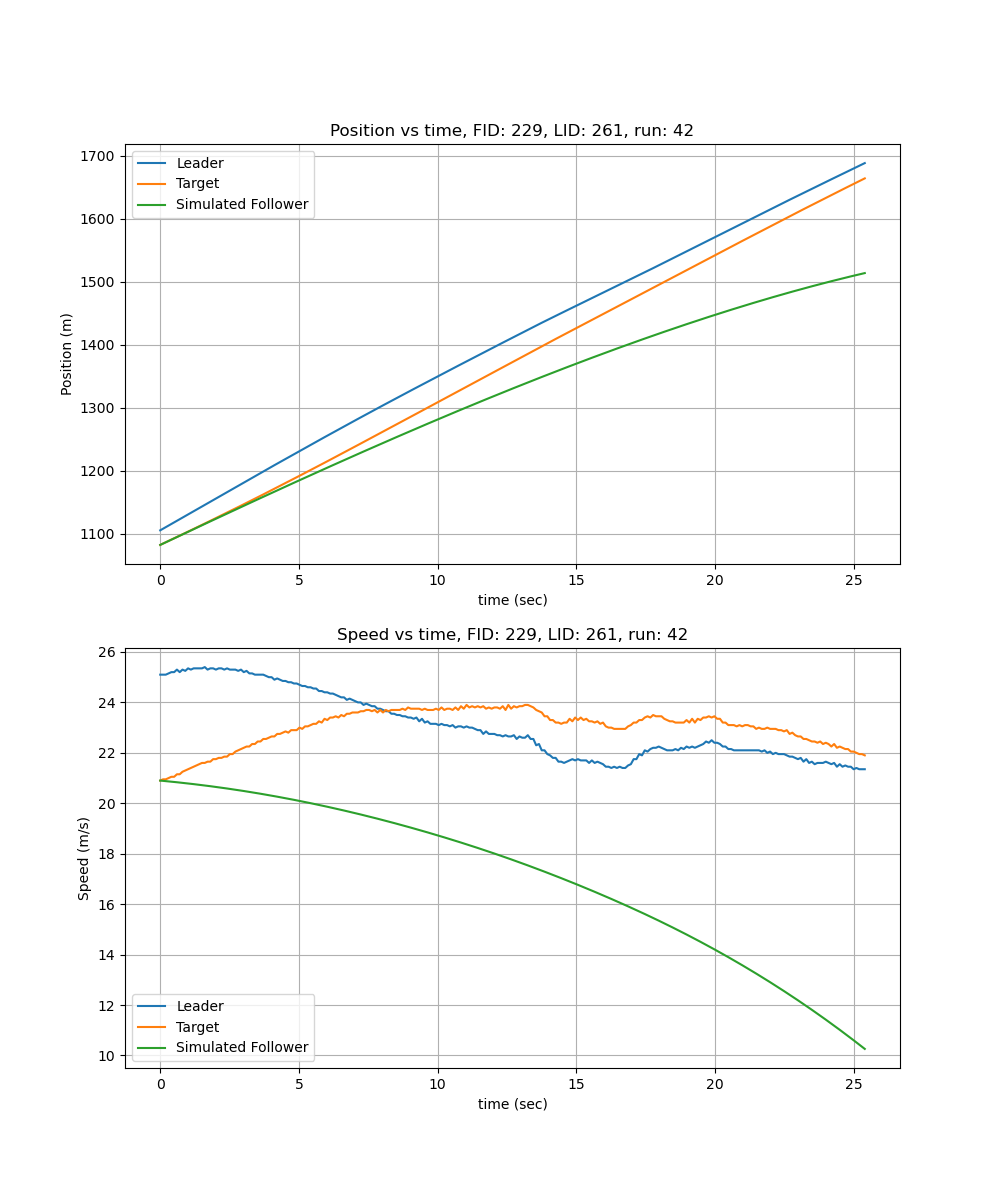 Position vs time, FID: 229, LID: 261, run: 42
Leader
Target
Simulated Follower
1700
1600
1500
1400
1300
1200
1100
Position (m)
0 5 10 15 20 25
time (sec)
Speed vs time, FID: 229, LID: 261, run: 42
26
24
22
20
18
16
14
12
10
Speed (m/s)
Leader
Target
Simulated Follower
0 5 10 15 20 25
time (sec)